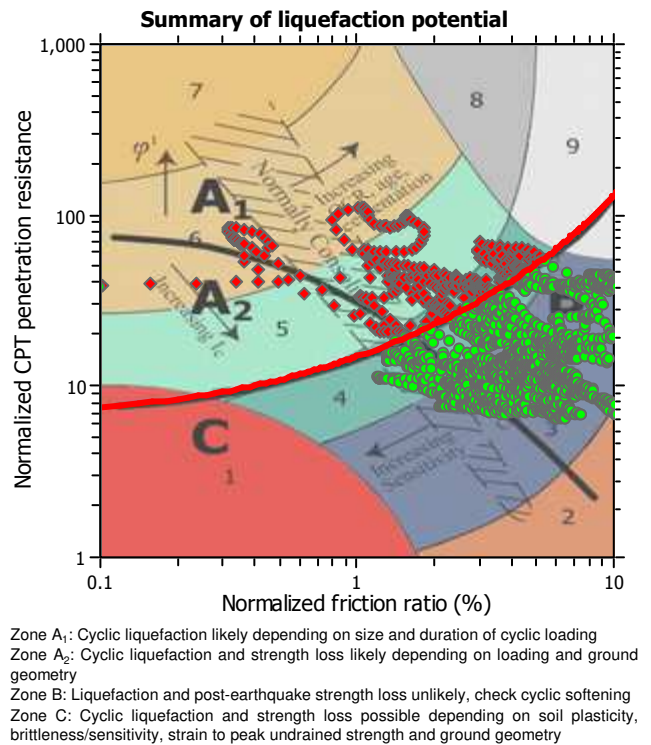 Summary of liquefaction potential
1,000
100
10
1
Normalized CPT penetration resistance
7
8
9
φ'
Increasing
OCR, age,
cementation
Normally Consolidated
A1
6
A2
Increasing Ic
5
B
4
3
C
1
Increasing
Sensitivity
2
0.1
1
10
Normalized friction ratio (%)
Zone A1: Cyclic liquefaction likely depending on size and duration of cyclic loading
Zone A2: Cyclic liquefaction and strength loss likely depending on loading and ground
geometry
Zone B: Liquefaction and post-earthquake strength loss unlikely, check cyclic softening
Zone C: Cyclic liquefaction and strength loss possible depending on soil plasticity,
brittleness/sensitivity, strain to peak undrained strength and ground geometry